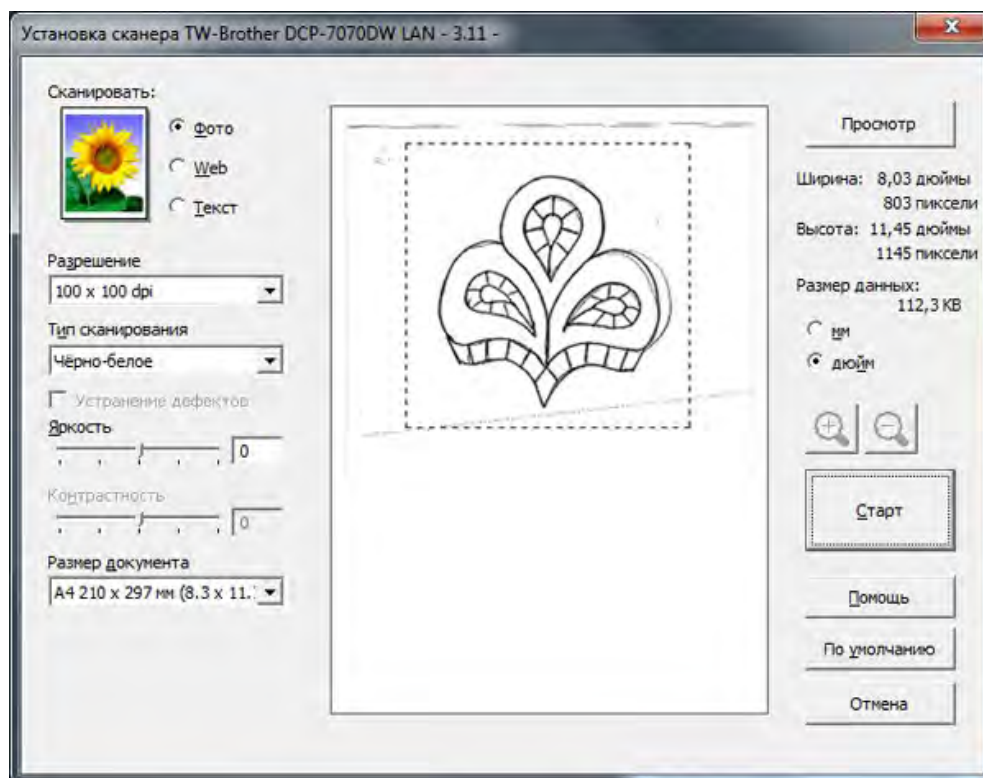 Установка сканера TW-Brother DCP-7070DW LAN - 3.11 -
Сканировать:
Фото
Web
Текст
Разрешение
100 x 100 dpi
Тип сканирования
Чёрно-белое
Устранение дефектов
Яркость
0
Контрастность
0
Размер документа
A4 210 x 297 мм (8.3 x 11.
Просмотр
Ширина: 8,03 дюймы
803 пиксели
Высота: 11,45 дюймы
1145 пиксели
Размер данных:
112,3 KB
мм
дюйм
Старт
Помощь
По умолчанию
Отмена